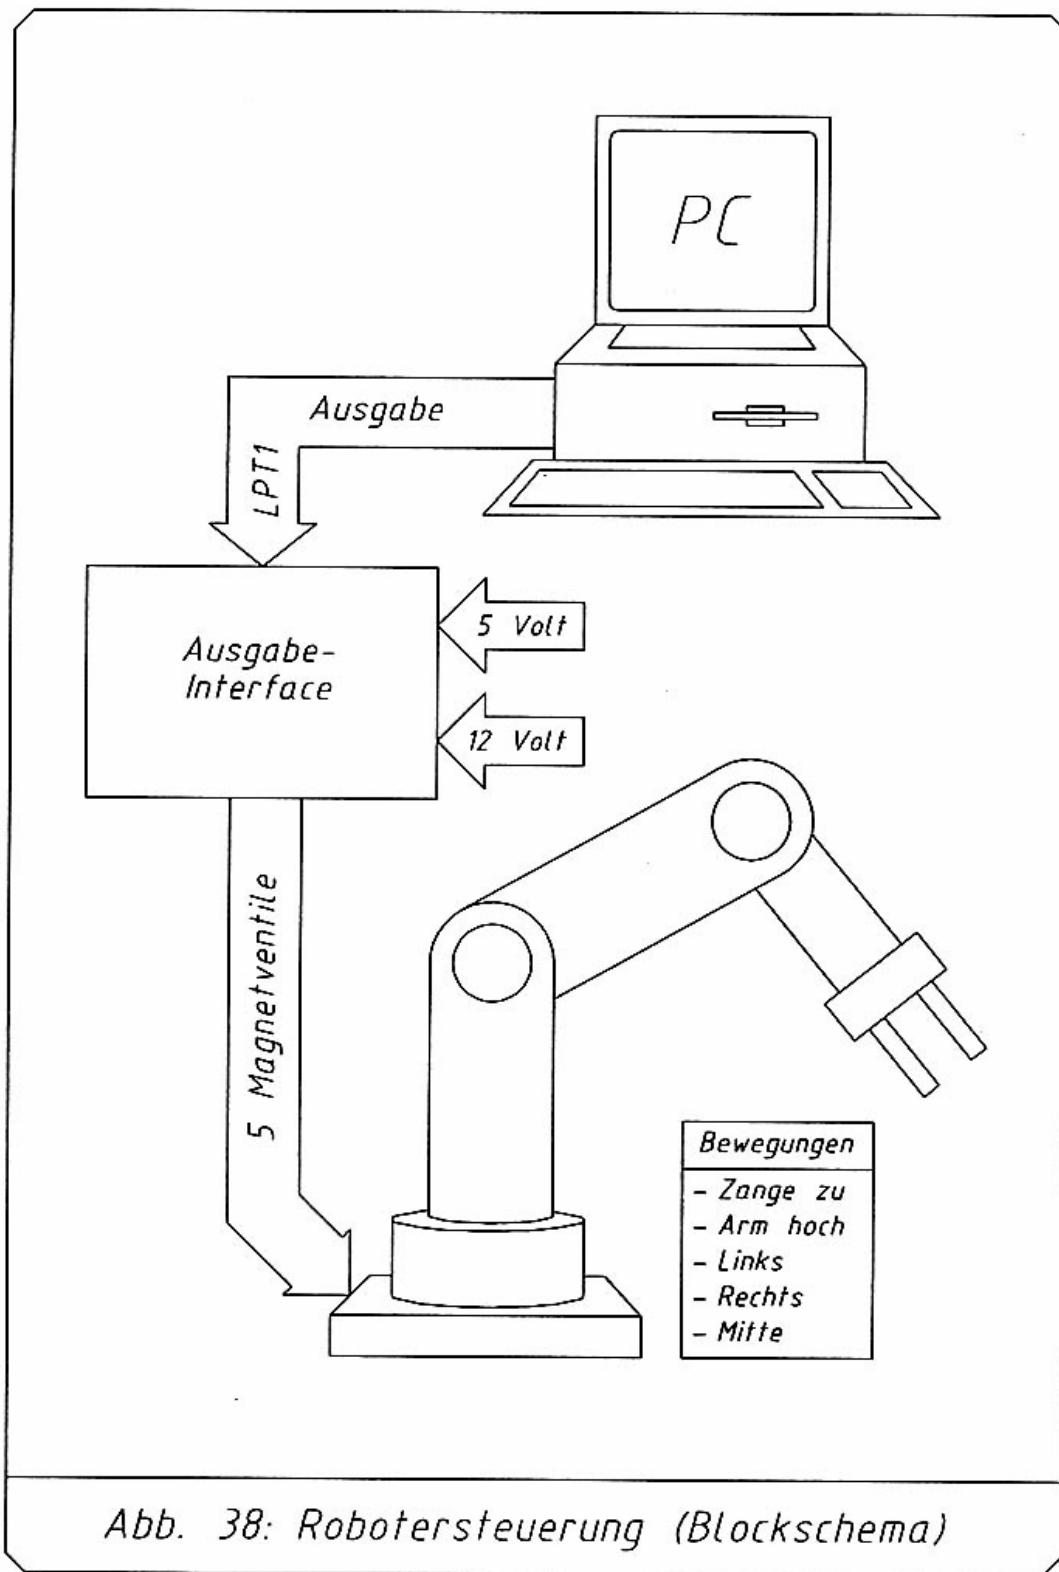 PC
Ausgabe
LPT1
5 Volt
Ausgabe-
Interface
12 Volt
5 Magnetventile
Bewegungen
- Zange zu
- Arm hoch
- Links
- Rechts
- Mitte
Abb. 38: Robotersteuerung (Blockschema)